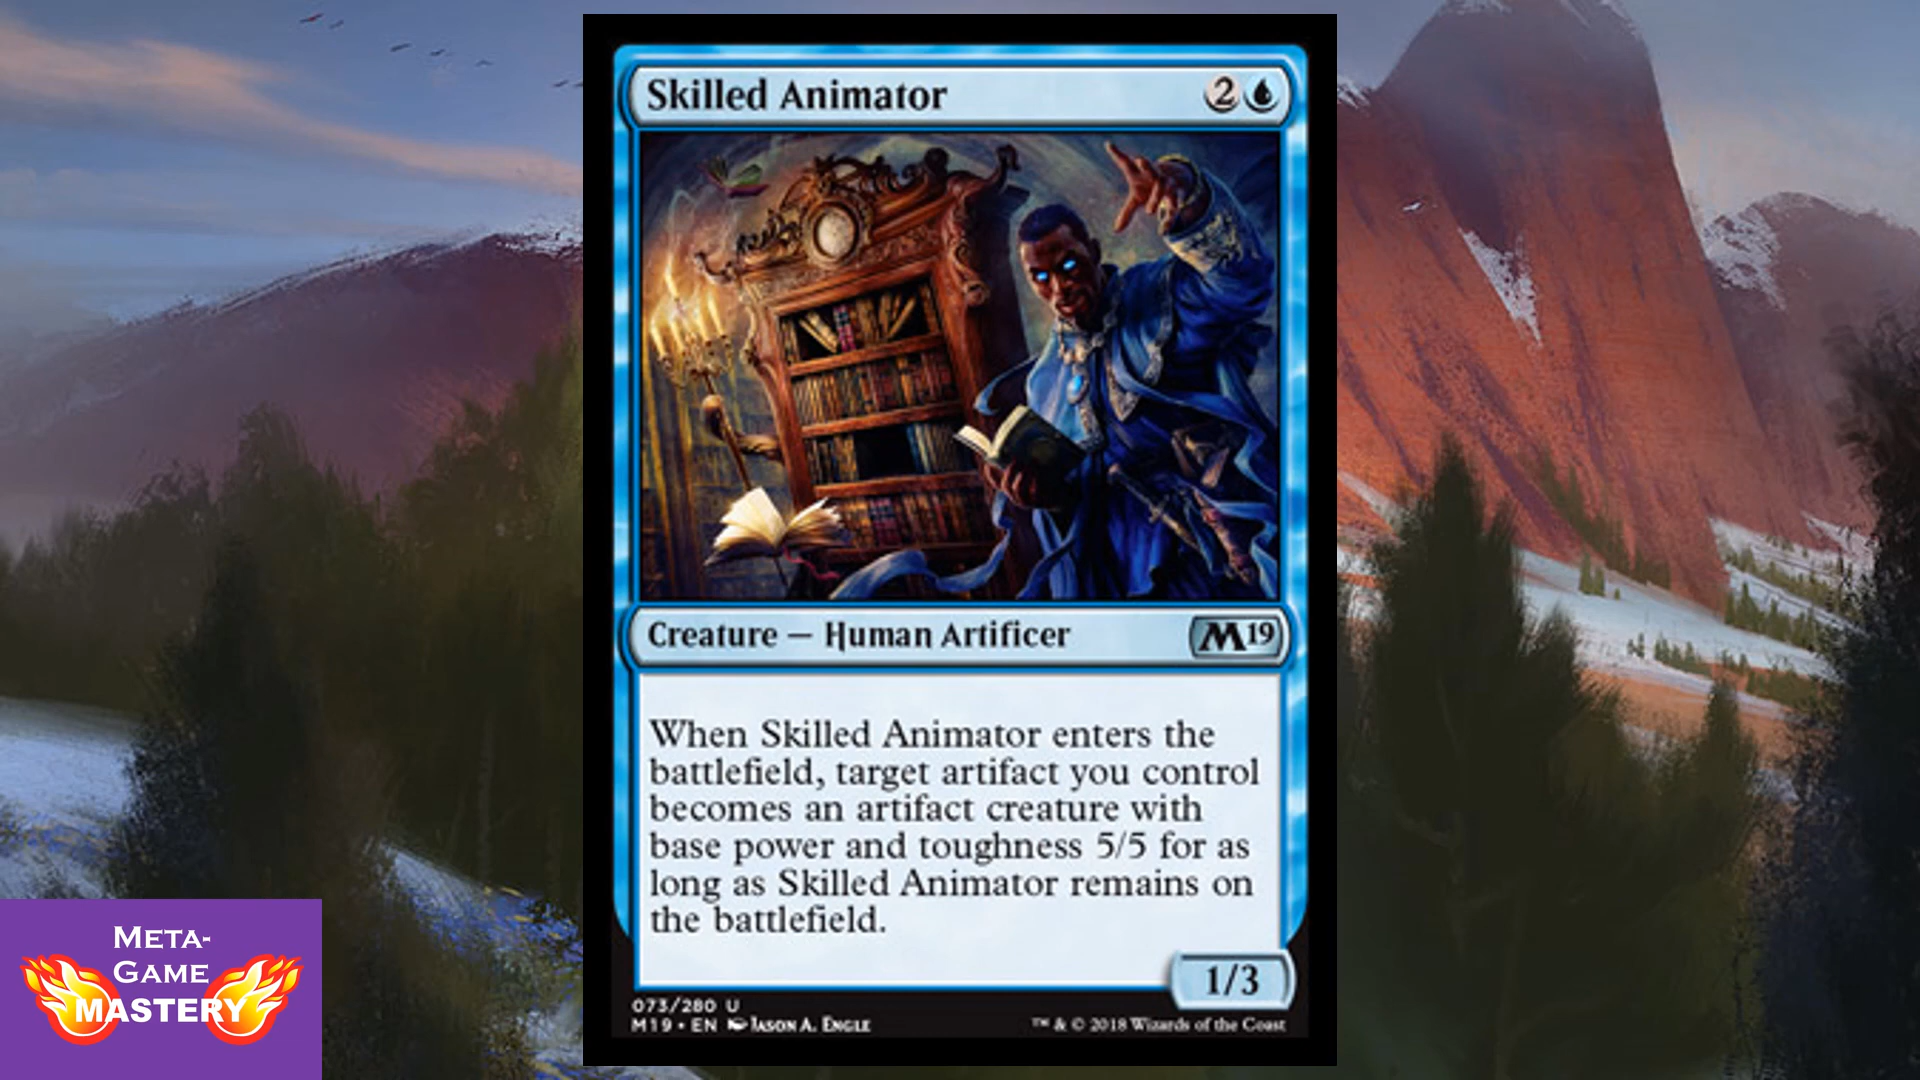 Skilled Animator 2
Creature — Human Artificer M19
When Skilled Animator enters the
battlefield, target artifact you control
becomes an artifact creature with
base power and toughness 5/5 for as
long as Skilled Animator remains on
the battlefield.
1/3
073/280 U
M19 • EN Jason A. Engle
™ & © 2018 Wizards of the Coast
META-
GAME
MASTERY